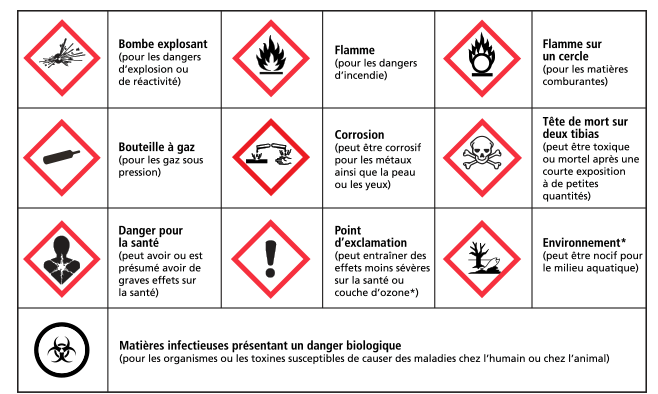 Bombe explosant
(pour les dangers
d'explosion ou
de réactivité)
Flamme
(pour les dangers
d'incendie)
Flamme sur
un cercle
(pour les matières
comburantes)
Bouteille à gaz
(pour les gaz sous
pression)
Corrosion
(peut être corrosif
pour les métaux
ainsi que la peau
ou les yeux)
Tête de mort sur
deux tibias
(peut être toxique
ou mortel après une
courte exposition
à de petites
quantités)
Danger pour
la santé
(peut avoir ou est
présumé avoir de
graves effets sur
la santé)
Point
d'exclamation
(peut entraîner des
effets moins sévères
sur la santé ou
couche d'ozone*)
Environnement*
(peut être nocif pour
le milieu aquatique)
Matières infectieuses présentant un danger biologique
(pour les organismes ou les toxines susceptibles de causer des maladies chez l'humain ou chez l'animal)